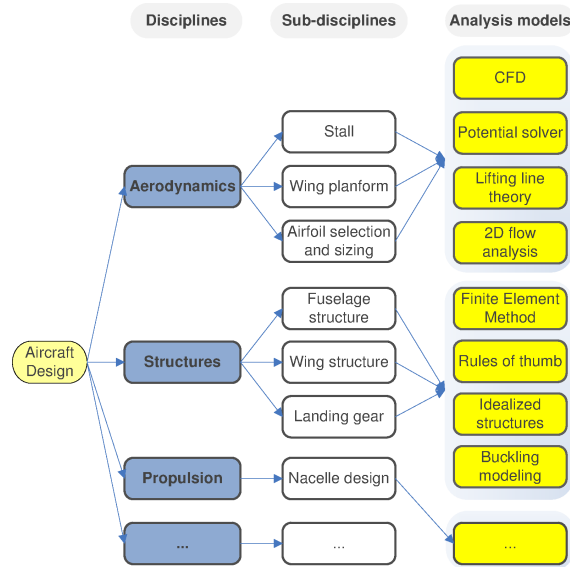 Disciplines
Sub-disciplines
Analysis models
CFD
Stall
Potential solver
Aerodynamics
Wing planform
Lifting line
theory
Airfoil selection
and sizing
2D flow
analysis
Fuselage
structure
Finite Element
Method
Aircraft
Design
Structures
Wing structure
Rules of thumb
Landing gear
Idealized
structures
Propulsion
Nacelle design
Buckling
modeling
...
...
...